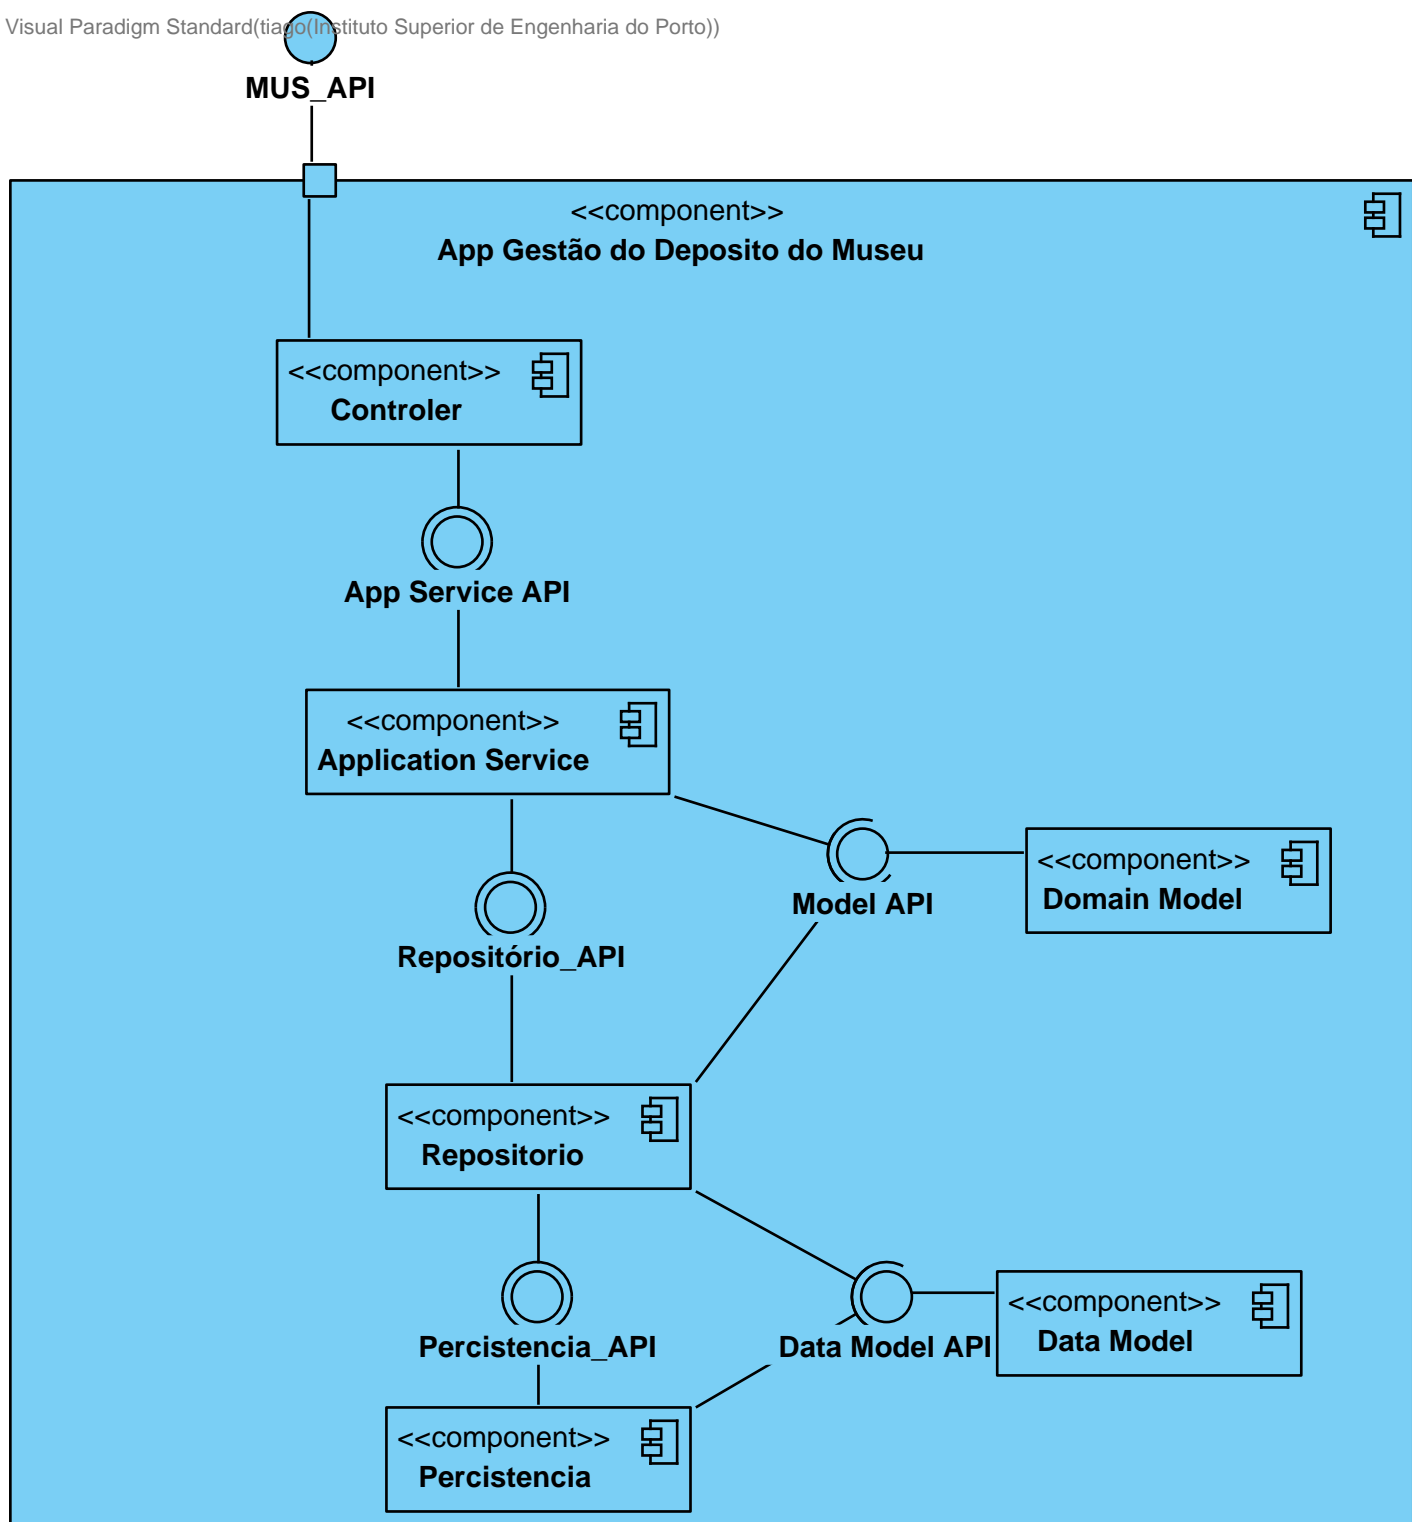 Visual Paradigm Standard(tiago(Instituto Superior de Engenharia do Porto))
MUS_API
<<component>>
App Gestão do Deposito do Museu
<<component>>
Controler
App Service API
<<component>>
Application Service
<<component>>
Domain Model
Model API
Repositório_API
<<component>>
Repositorio
<<component>>
Data Model
Percistencia_API
Data Model API
<<component>>
Percistencia